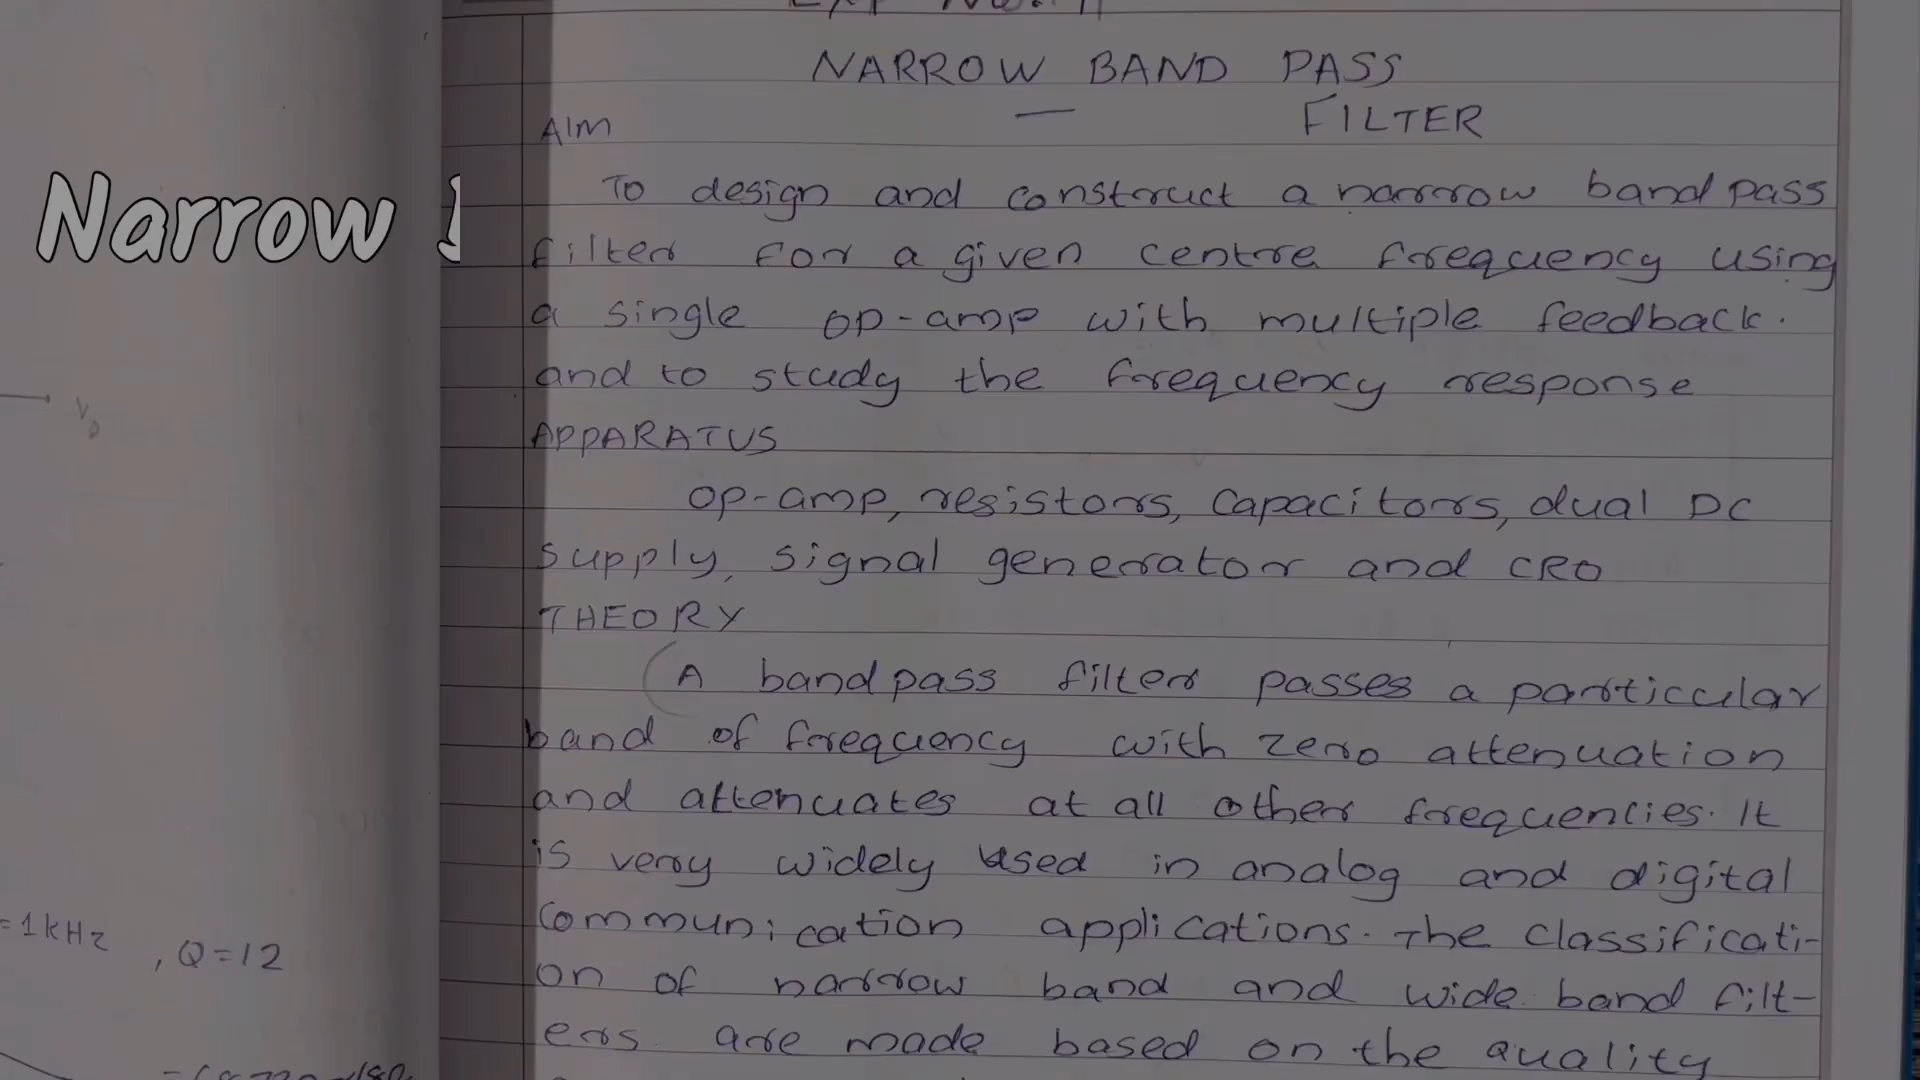 NARROW BAND PASS
FILTER
AIM
To design and construct a narrow band pass
filter for a given centre frequency using
a single op-amp with multiple feedback.
and to study the frequency response
APPARATUS
op-amp, resistors, capacitors, dual DC
supply, signal generator and CRO
THEORY
A band pass filter passes a particular
band of frequency with zero attenuation
and attenuates at all other frequencies. It
is very widely used in analog and digital
communication applications. The classificati-
on of narrow band and wide band filt-
ers are made based on the quality
Narrow
V0
=1kHz , Q=12